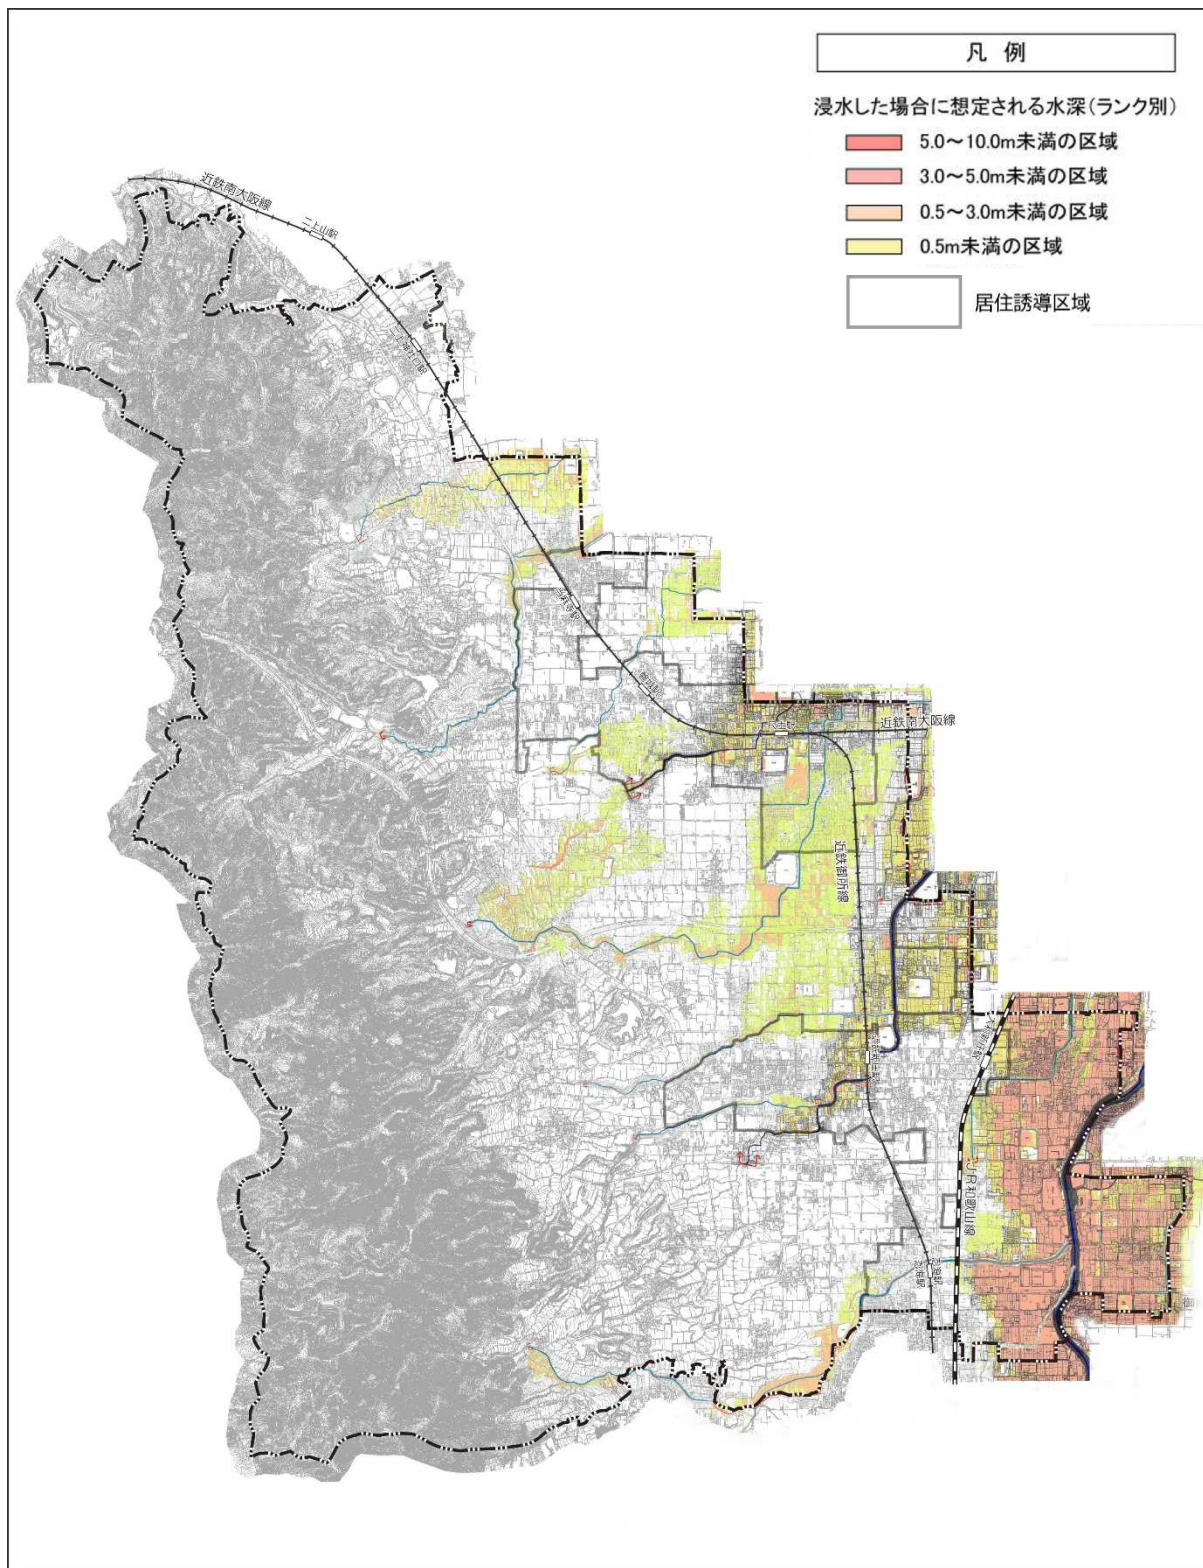 凡 例
浸水した場合に想定される水深(ランク別)
5.0～10.0m未満の区域
3.0～5.0m未満の区域
0.5～3.0m未満の区域
0.5m未満の区域
居住誘導区域
近鉄南大阪線
二上山駅
近鉄南大阪線
近鉄御所線
JR和歌山線
忍海駅
御